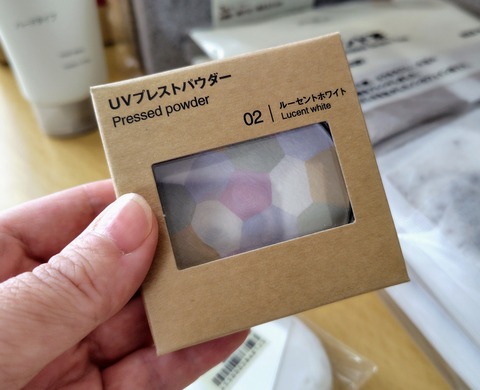 UVプレストパウダー
Pressed powder
02
ルーセントホワイト
Lucent white